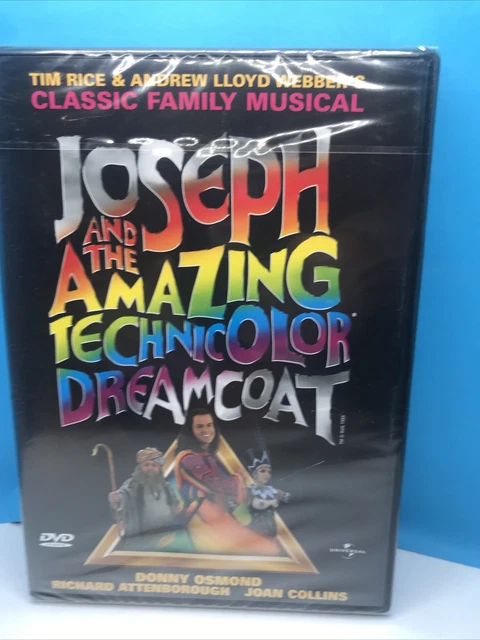 TIM RICE & ANDREW LLOYD WEBBER'S
CLASSIC FAMILY MUSICAL
JOSEPH
AND THE
AMAZING
TECHNICOLOR
DREAMCOAT
DVD
UNIVERSAL
DONNY OSMOND
RICHARD ATTENBOROUGH JOAN COLLINS